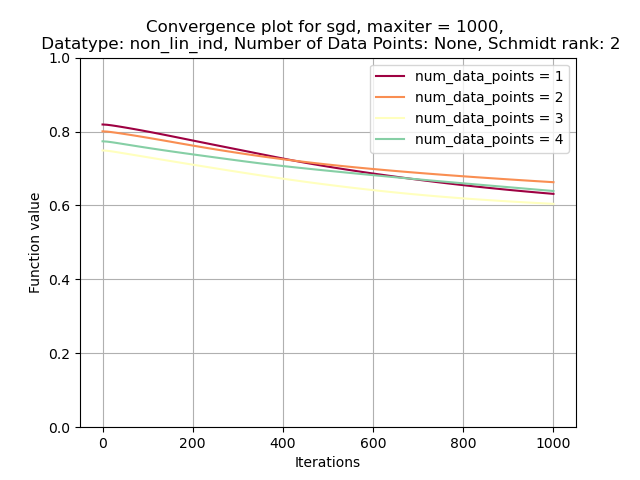 Convergence plot for sgd, maxiter = 1000,
Datatype: non_lin_ind, Number of Data Points: None, Schmidt rank: 2
1.0
0.8
0.6
0.4
0.2
0.0
Function value
num_data_points = 1
num_data_points = 2
num_data_points = 3
num_data_points = 4
0 200 400 600 800 1000
Iterations